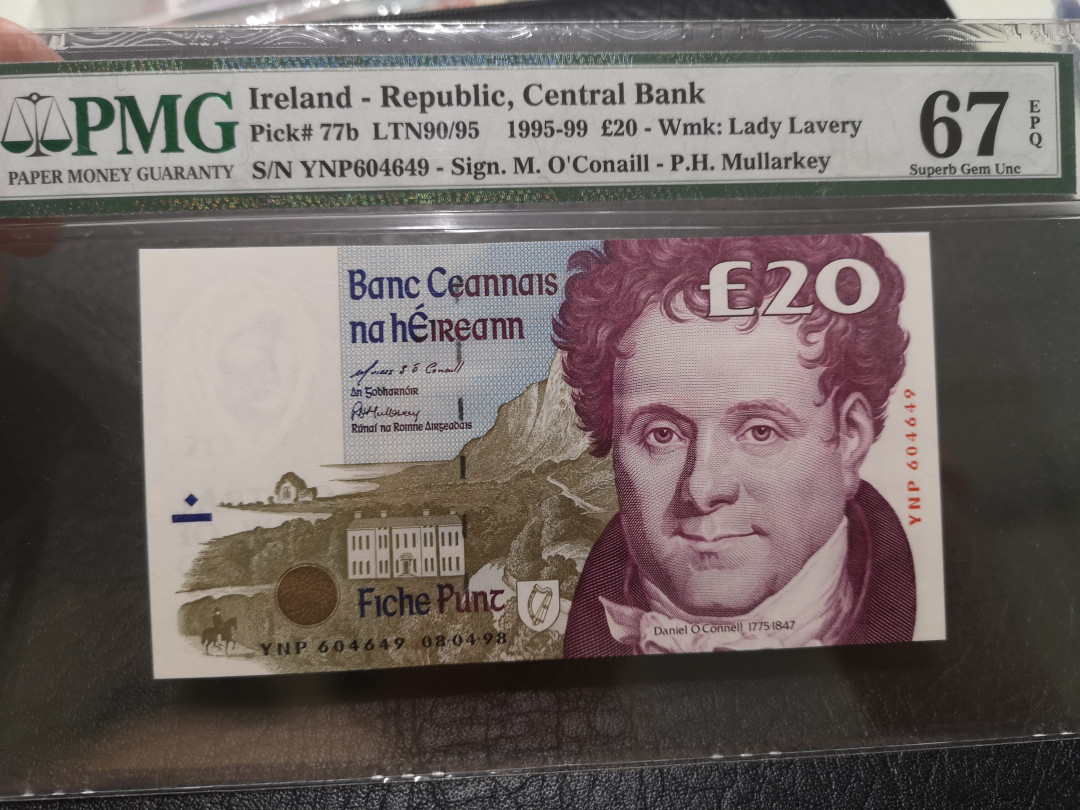 PMG
PAPER MONEY GUARANTY
Ireland - Republic, Central Bank
Pick# 77b LTN90/95 1995-99 £20 - Wmk: Lady Lavery
S/N YNP604649 - Sign. M. O'Conaill - P.H. Mullarkey
67
Superb Gem Unc
EPQ
Banc Ceannais
na hÉireann
An Gobharnóir
Rúnaí na Roinne Airgeadais
£20
YNP 604649
Fiche Punt
YNP 604649 08·04·98
Daniel O'Connell 1775-1847